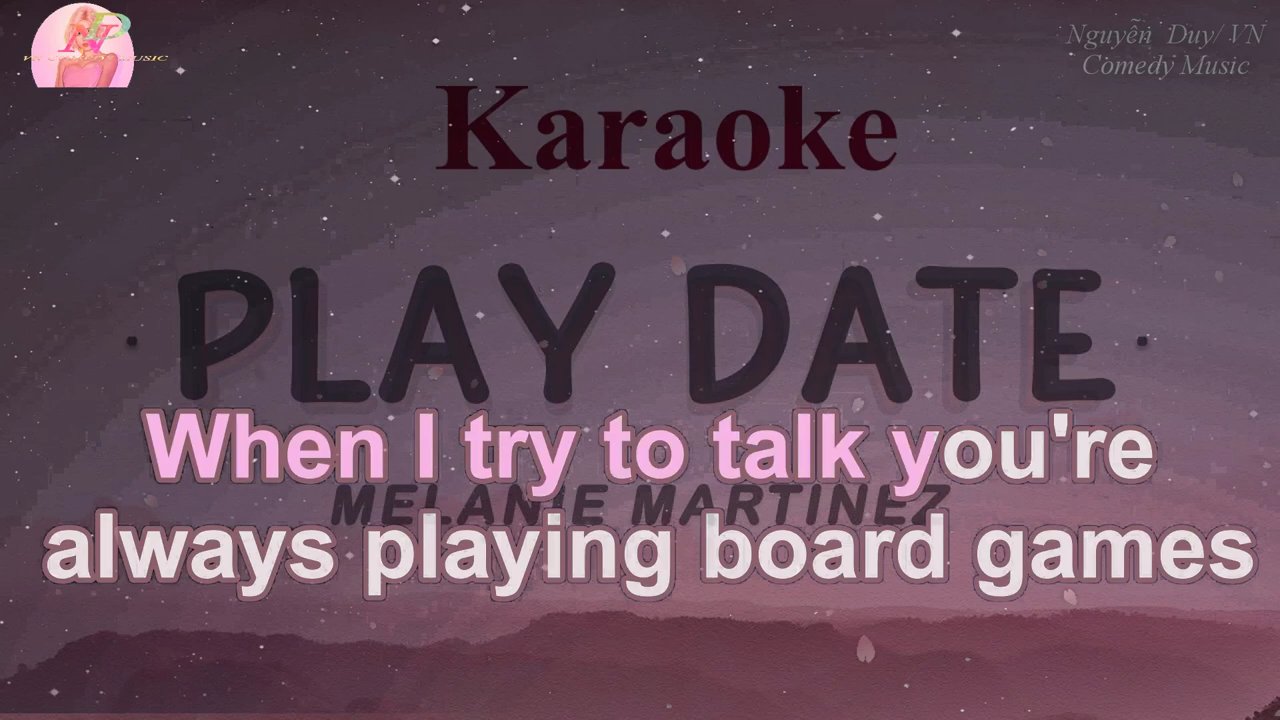 Nguyễn Duy/ VN
Comedy Music
Karaoke
PLAY DATE
When I try to talk you're
MELANIE MARTINEZ
always playing board games